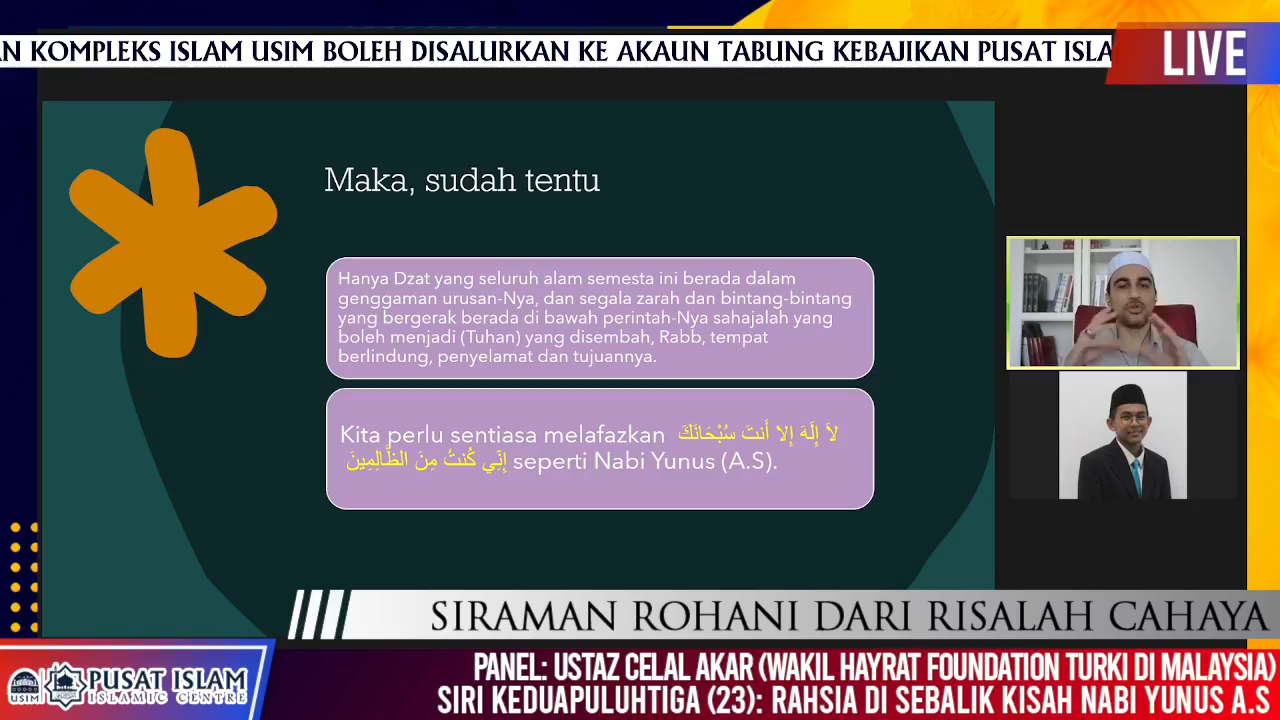 N KOMPLEKS ISLAM USIM BOLEH DISALURKAN KE AKAUN TABUNG KEBAJIKAN PUSAT ISLA
LIVE
Maka, sudah tentu
Hanya Dzat yang seluruh alam semesta ini berada dalam
genggaman urusan-Nya, dan segala zarah dan bintang-bintang
yang bergerak berada di bawah perintah-Nya sahajalah yang
boleh menjadi (Tuhan) yang disembah, Rabb, tempat
berlindung, penyelamat dan tujuannya.
Kita perlu sentiasa melafazkan لاَ إِلَهَ إِلا أَنتَ سُبْحَانَكَ
إِنِّي كُنتُ مِنَ الظَّالِمِينَ seperti Nabi Yunus (A.S).
SIRAMAN ROHANI DARI RISALAH CAHAYA
PANEL: USTAZ CELAL AKAR (WAKIL HAYRAT FOUNDATION TURKI DI MALAYSIA)
SIRI KEDUAPULUHTIGA (23): RAHSIA DI SEBALIK KISAH NABI YUNUS A.S
USIM
PUSAT ISLAM
ISLAMIC CENTRE